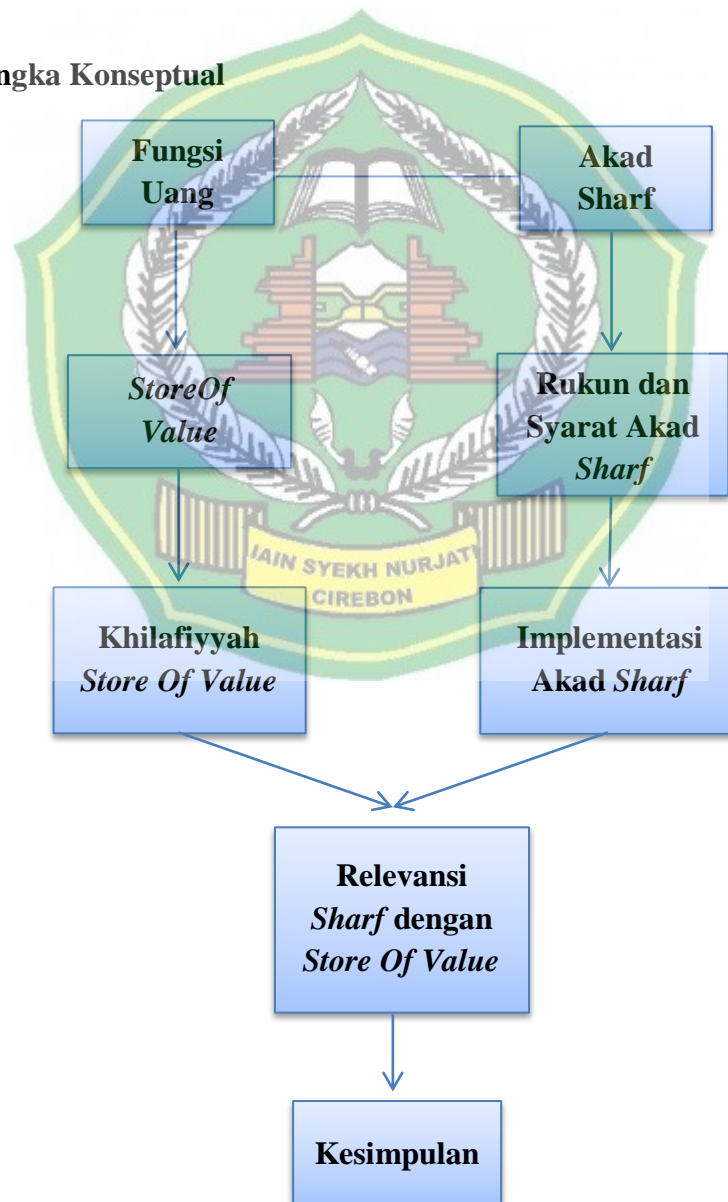 ngka Konseptual
Fungsi
Uang
Akad
Sharf
StoreOf
Value
Rukun dan
Syarat Akad
Sharf
IAIN SYEKH NURJATI
CIREBON
Khilafiyyah
Store Of Value
Implementasi
Akad Sharf
Relevansi
Sharf dengan
Store Of Value
Kesimpulan